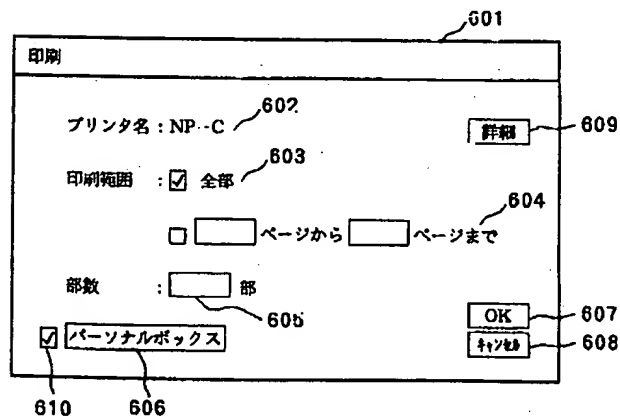 601
印刷
プリンタ名 : NP--C 602
詳細 609
603
印刷範囲 : 全部
604
ページから ページまで
部数 : 部
605
OK 607
パーソナルボックス
キャンセル 608
610 606